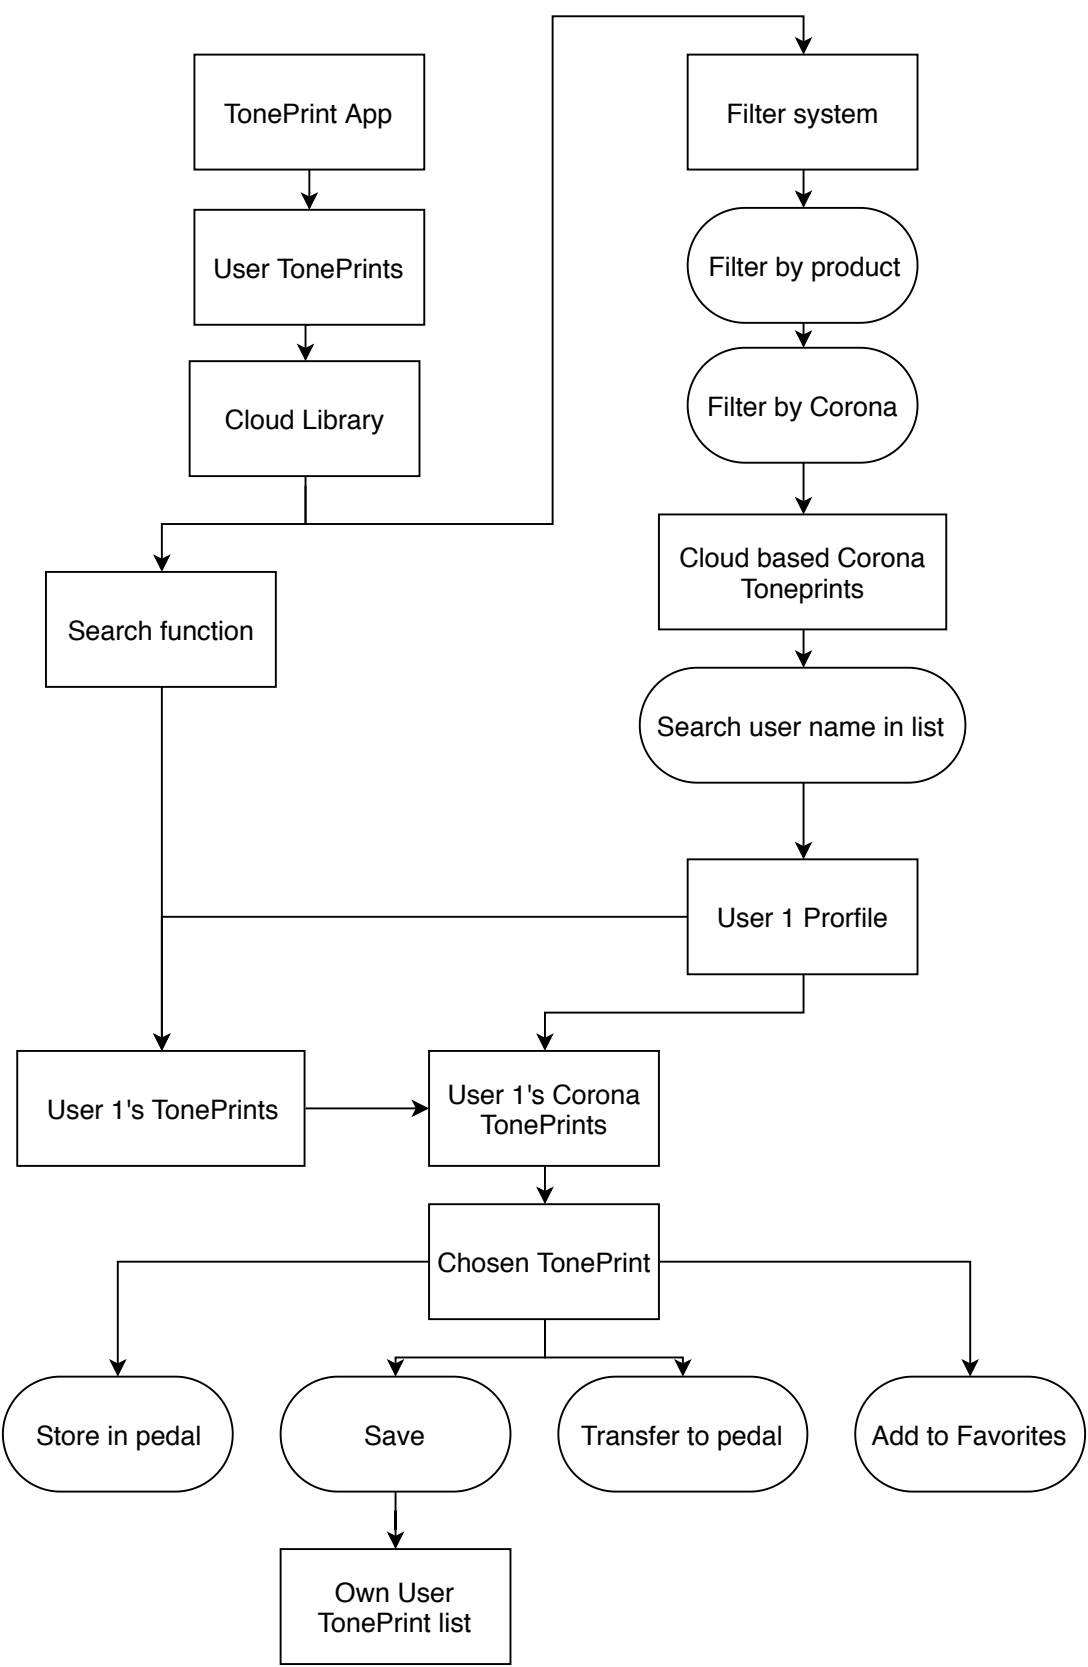 TonePrint App
User TonePrints
Cloud Library
Search function
Filter system
Filter by product
Filter by Corona
Cloud based Corona
Toneprints
Search user name in list
User 1 Prorfile
User 1's TonePrints
User 1's Corona
TonePrints
Chosen TonePrint
Store in pedal
Save
Transfer to pedal
Add to Favorites
Own User
TonePrint list